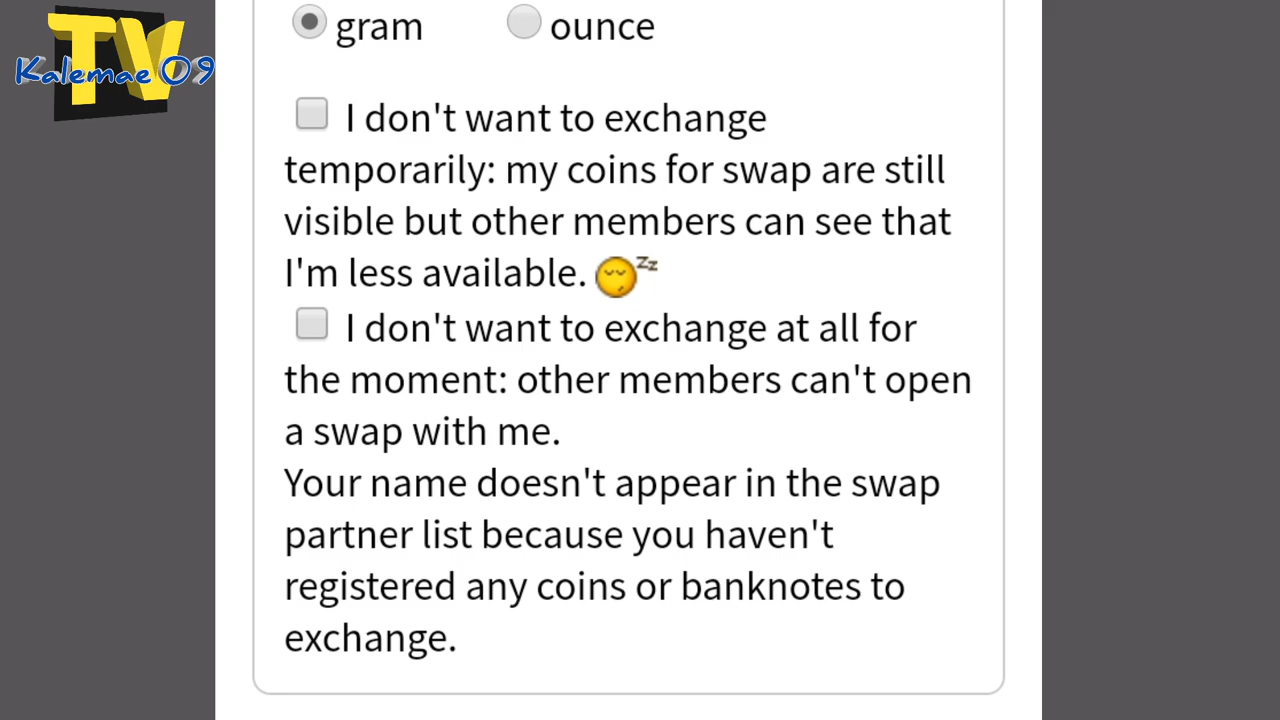 TV
Kalemae O9
gram
ounce
I don't want to exchange
temporarily: my coins for swap are still
visible but other members can see that
I'm less available. zz
I don't want to exchange at all for
the moment: other members can't open
a swap with me.
Your name doesn't appear in the swap
partner list because you haven't
registered any coins or banknotes to
exchange.